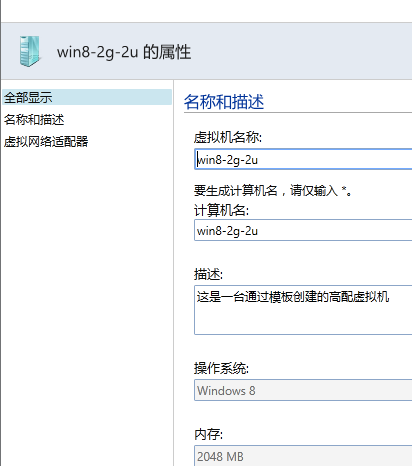 win8-2g-2u 的属性
全部显示
名称和描述
虚拟网络适配器
名称和描述
虚拟机名称:
win8-2g-2u
要生成计算机名，请仅输入 *。
计算机名:
win8-2g-2u
描述:
这是一台通过模板创建的高配虚拟机
操作系统:
Windows 8
内存:
2048 MB